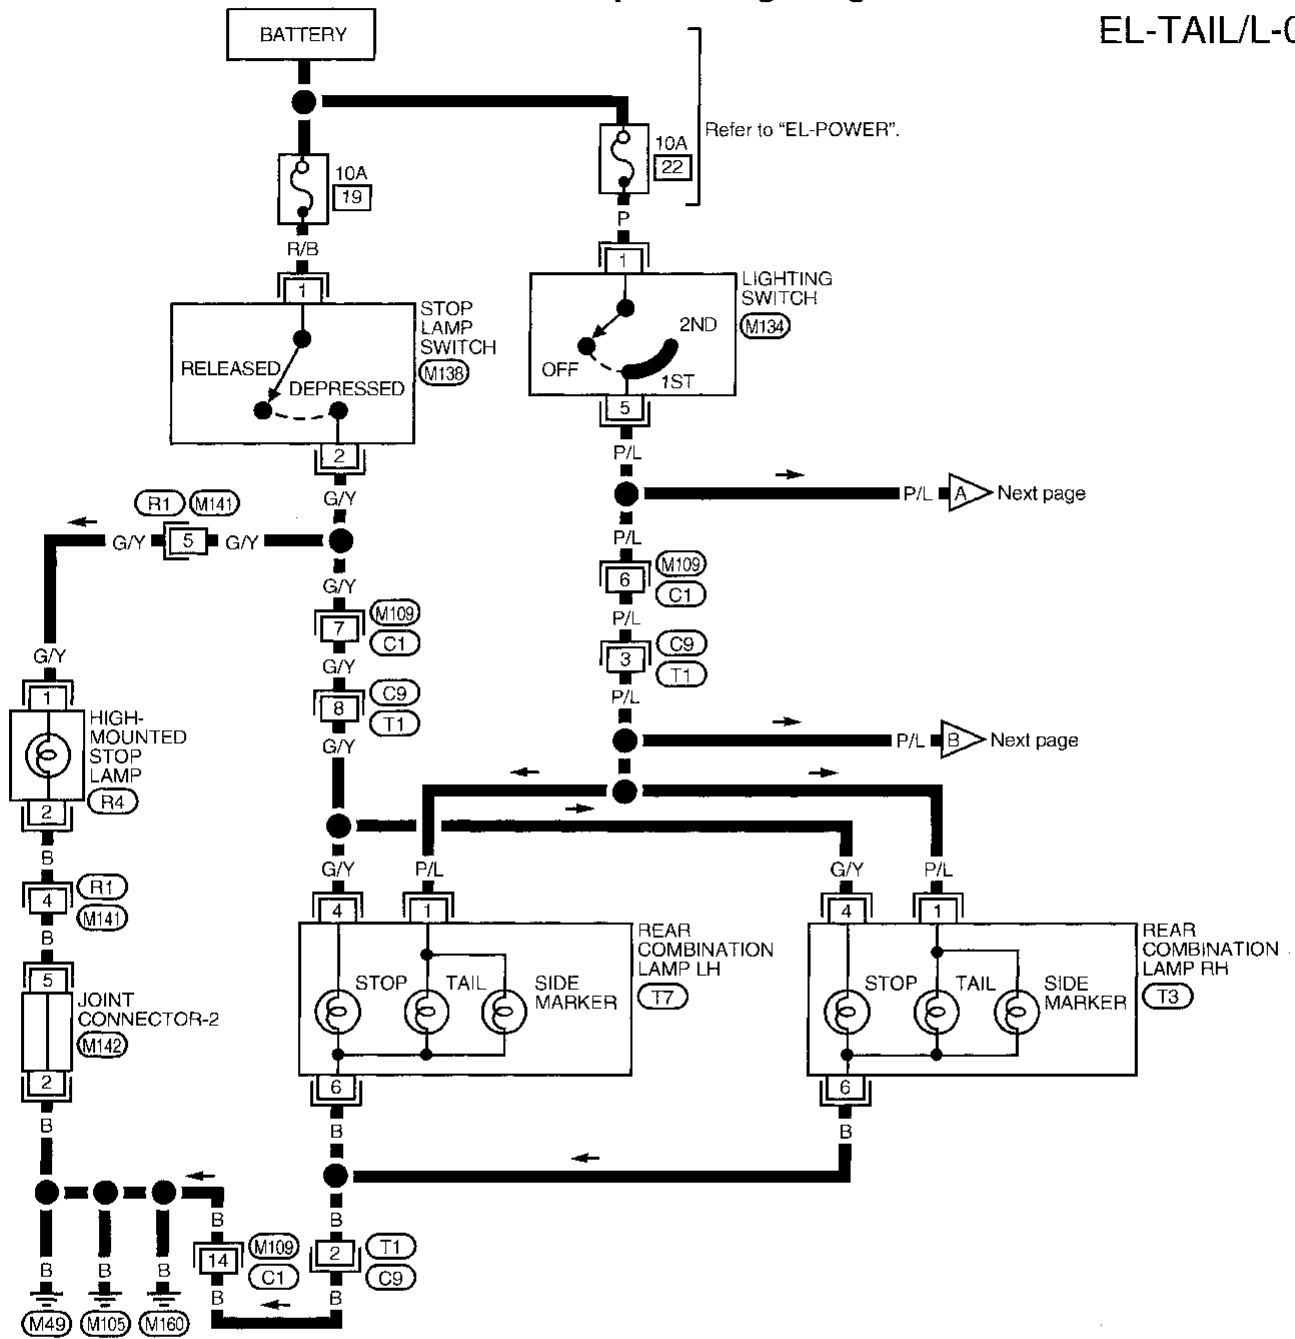 EL-TAIL/L-0
BATTERY
Refer to "EL-POWER".
10A
22
10A
19
P
R/B
1
1
LIGHTING
SWITCH
M134
2ND
OFF
1ST
STOP
LAMP
SWITCH
M138
RELEASED
DEPRESSED
5
2
P/L
G/Y
P/L
A
Next page
R1
M141
G/Y
5
G/Y
P/L
G/Y
6
M109
C1
7
M109
C1
P/L
G/Y
3
C9
T1
G/Y
8
C9
T1
P/L
1
HIGH-
MOUNTED
STOP
LAMP
R4
G/Y
P/L
B
Next page
2
B
G/Y
P/L
G/Y
P/L
4
R1
M141
4
1
4
1
B
REAR
COMBINATION
LAMP LH
T7
REAR
COMBINATION
LAMP RH
T3
5
STOP
TAIL
SIDE
MARKER
STOP
TAIL
SIDE
MARKER
JOINT
CONNECTOR-2
M142
2
6
6
B
B
B
B
B
14
M109
C1
2
T1
C9
B
B
B
B
B
M49
M105
M160